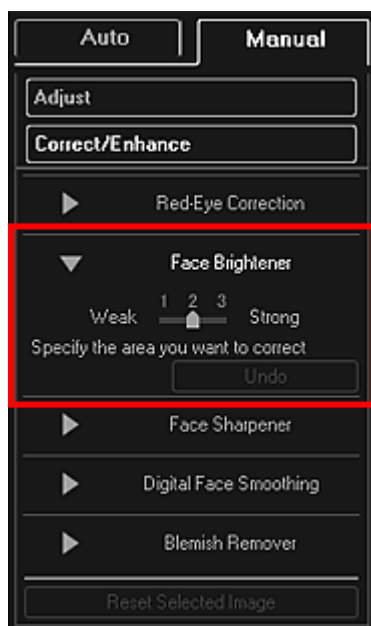 Auto Manual
Adjust
Correct/Enhance
Red-Eye Correction
Face Brightener
1 2 3
Weak Strong
Specify the area you want to correct
Undo
Face Sharpener
Digital Face Smoothing
Blemish Remover
Reset Selected Image